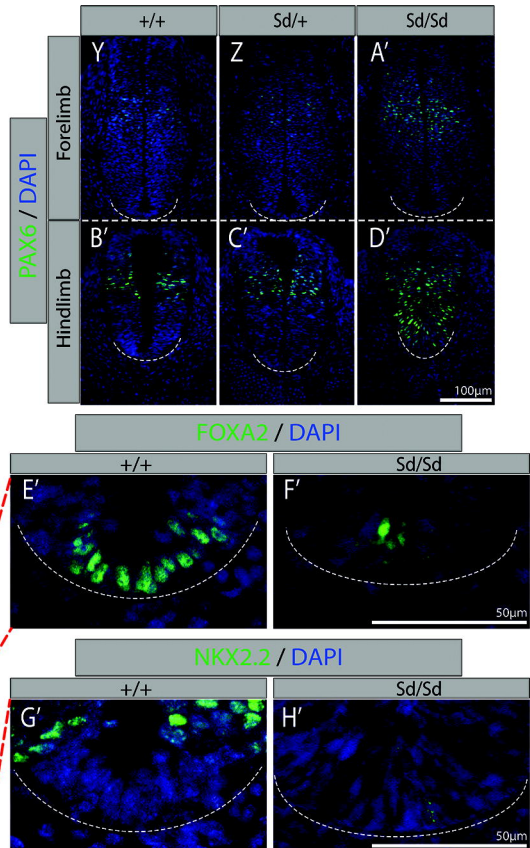 +/+ Sd/+ Sd/Sd
PAX6 / DAPI
Forelimb
Y Z A′
Hindlimb
B′ C′ D′
100µm
FOXA2 / DAPI
+/+ Sd/Sd
E′ F′
50µm
NKX2.2 / DAPI
+/+ Sd/Sd
G′ H′
50µm